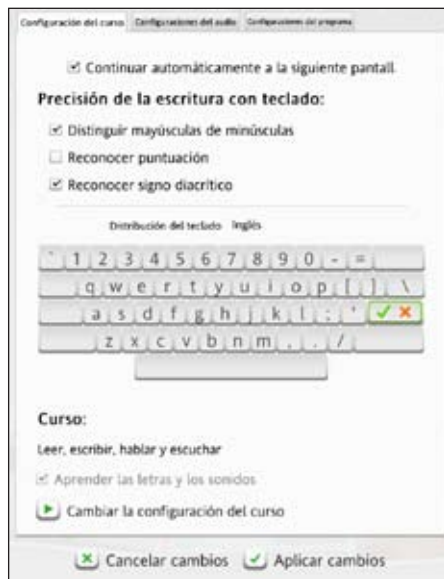 Configuración del curso Configuraciones del audio Configuraciones del programa
Continuar automáticamente a la siguiente pantall
Precisión de la escritura con teclado:
Distinguir mayúsculas de minúsculas
Reconocer puntuación
Reconocer signo diacrítico
Distribución del teclado Inglés
` 1 2 3 4 5 6 7 8 9 0 - =
q w e r t y u i o p [ ] \
a s d f g h j k l ; '
z x c v b n m , . /
Curso:
Leer, escribir, hablar y escuchar
Aprender las letras y los sonidos
Cambiar la configuración del curso
Cancelar cambios Aplicar cambios